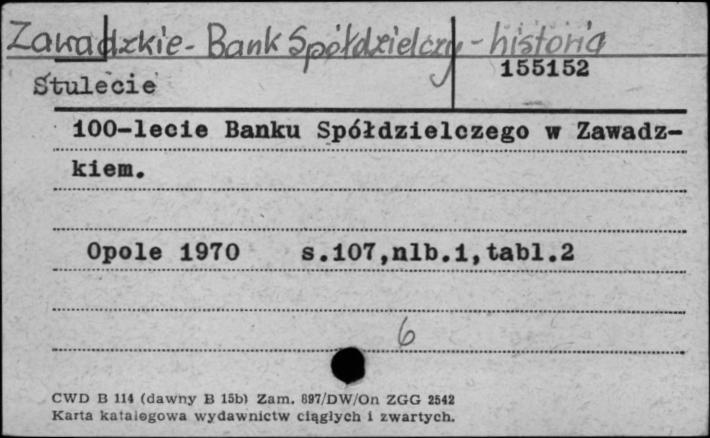 Zawadzkie - Bank Spółdzielczy - historia
155152
Stulecie
100-lecie Banku Spółdzielczego w Zawadz-
kiem.
Opole 1970 s.107,nlb.1,tabl.2
6
CWD B 114 (dawny B 15b) Zam. 897/DW/On ZGG 2542
Karta katalogowa wydawnictw ciągłych i zwartych.